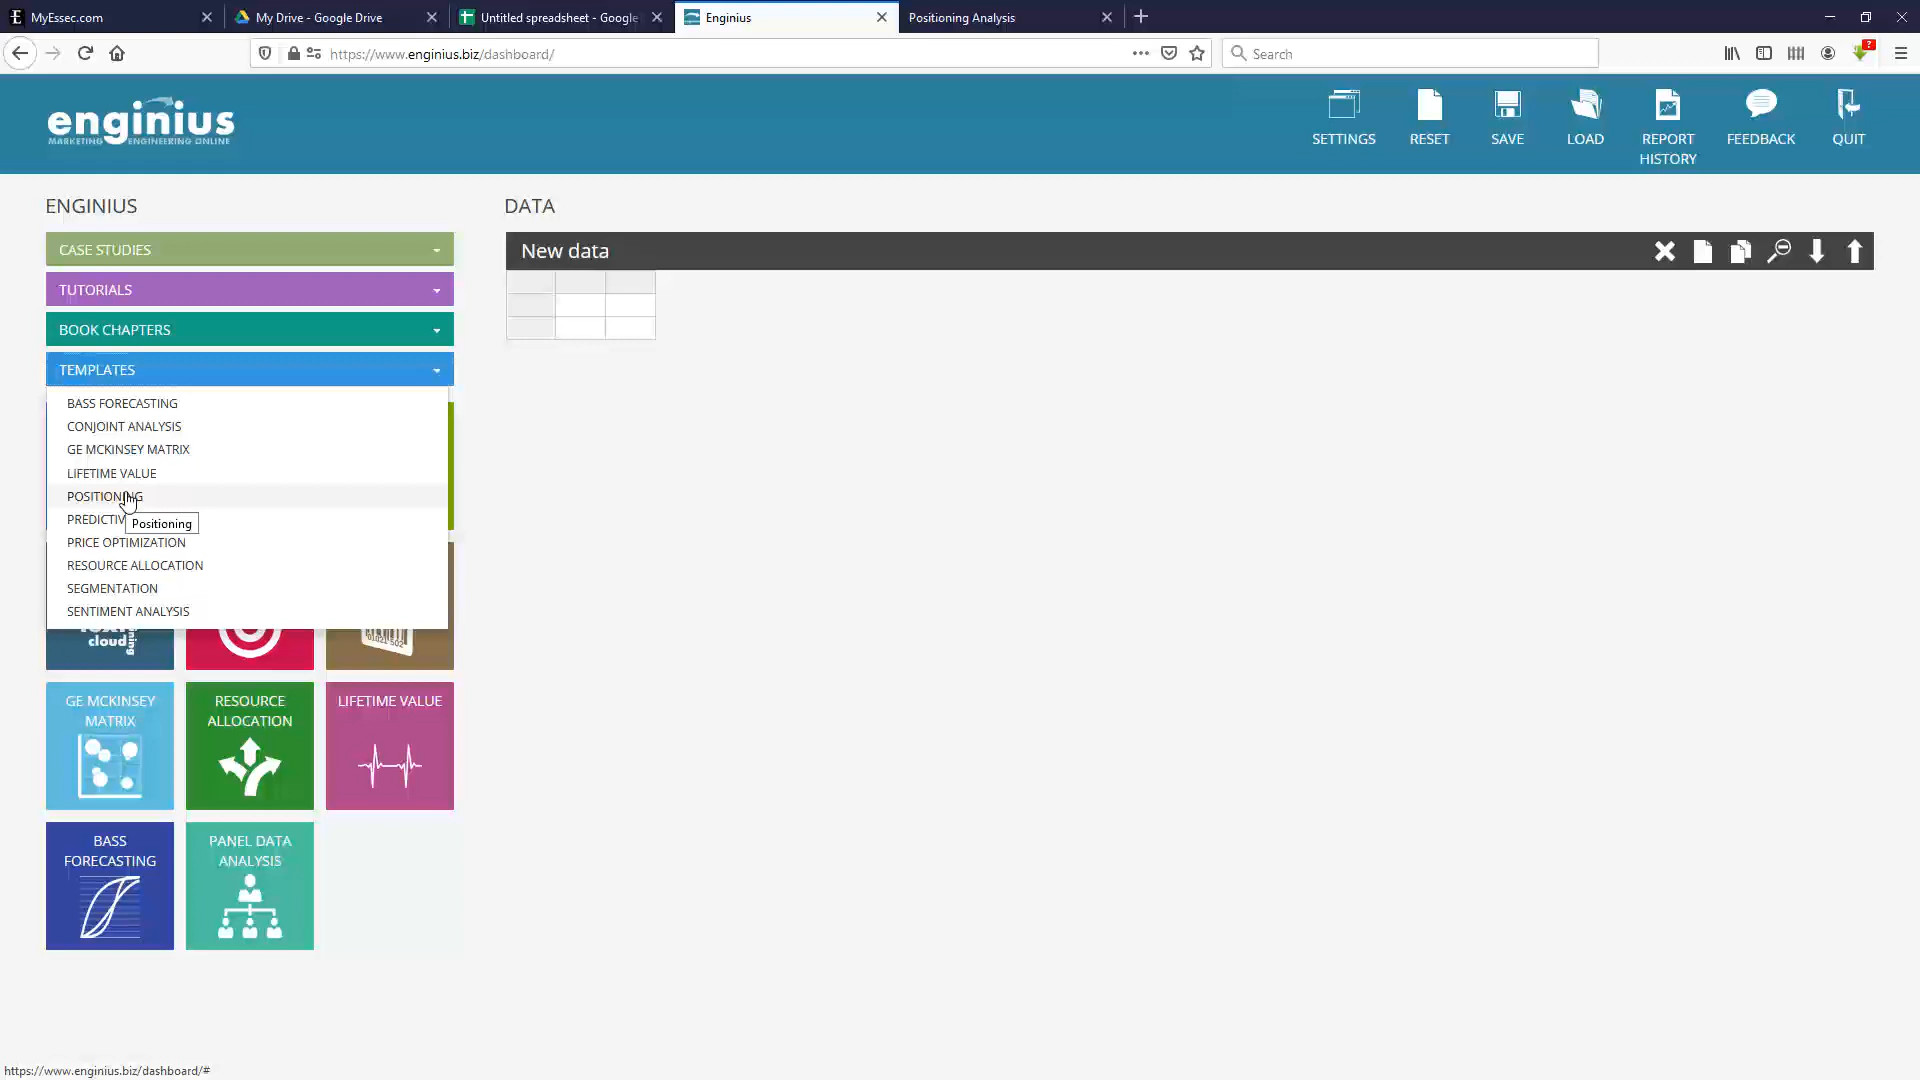 MyEssec.com
My Drive - Google Drive
Untitled spreadsheet - Google
Enginius
Positioning Analysis
https://www.enginius.biz/dashboard/
Search
enginius
MARKETING ENGINEERING ONLINE
SETTINGS
RESET
SAVE
LOAD
REPORT
HISTORY
FEEDBACK
QUIT
ENGINIUS
DATA
CASE STUDIES
New data
TUTORIALS
BOOK CHAPTERS
TEMPLATES
BASS FORECASTING
CONJOINT ANALYSIS
GE MCKINSEY MATRIX
LIFETIME VALUE
POSITIONING
PREDICTIV
Positioning
PRICE OPTIMIZATION
RESOURCE ALLOCATION
SEGMENTATION
SENTIMENT ANALYSIS
cloud
GE MCKINSEY
MATRIX
RESOURCE
ALLOCATION
LIFETIME VALUE
BASS
FORECASTING
PANEL DATA
ANALYSIS
https://www.enginius.biz/dashboard/#